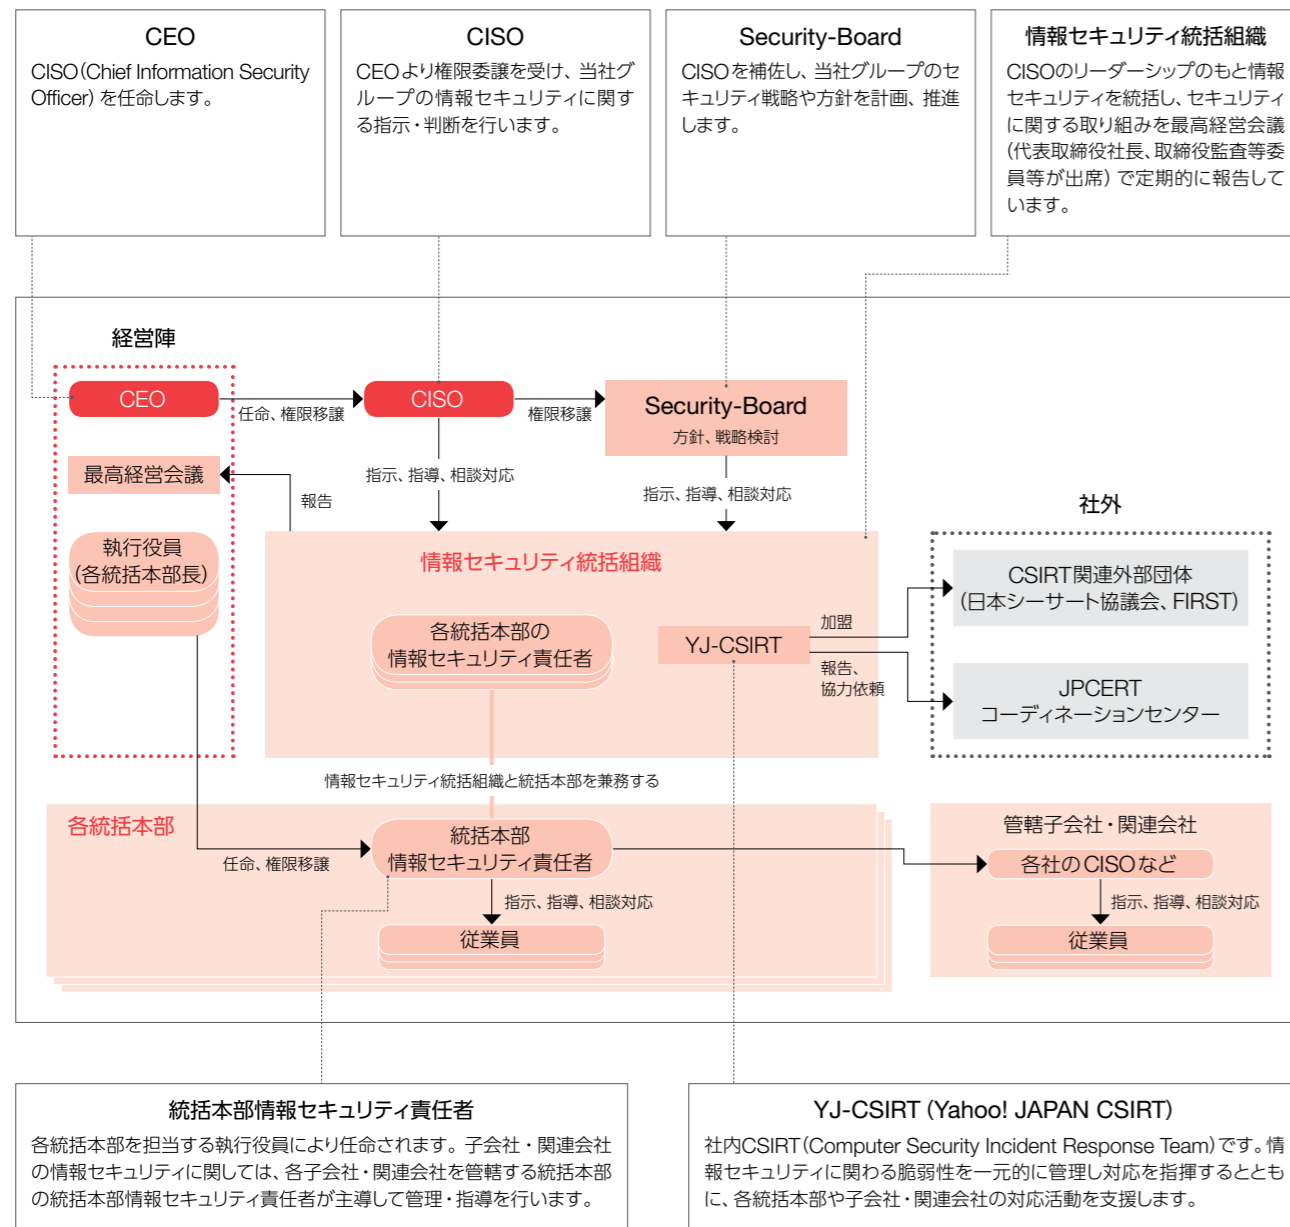 CEO
CISO(Chief Information Security
Officer) を任命します。
CISO
CEOより権限委譲を受け、当社グ
ループの情報セキュリティに関す
る指示・判断を行います。
Security-Board
CISOを補佐し、当社グループのセ
キュリティ戦略や方針を計画、推進
します。
情報セキュリティ統括組織
CISOのリーダーシップのもと情報
セキュリティを統括し、セキュリティ
に関する取り組みを最高経営会議
(代表取締役社長、取締役監査等委
員等が出席) で定期的に報告して
います。
経営陣
CEO
任命、権限移譲
CISO
権限移譲
Security-Board
方針、戦略検討
最高経営会議
報告
指示、指導、相談対応
指示、指導、相談対応
執行役員
(各統括本部長)
情報セキュリティ統括組織
各統括本部の
情報セキュリティ責任者
YJ-CSIRT
加盟
報告、
協力依頼
社外
CSIRT関連外部団体
(日本シーサート協議会、FIRST)
JPCERT
コーディネーションセンター
情報セキュリティ統括組織と統括本部を兼務する
各統括本部
任命、権限移譲
統括本部
情報セキュリティ責任者
指示、指導、相談対応
従業員
管轄子会社・関連会社
各社のCISOなど
指示、指導、相談対応
従業員
統括本部情報セキュリティ責任者
各統括本部を担当する執行役員により任命されます。子会社・関連会社
の情報セキュリティに関しては、各子会社・関連会社を管轄する統括本部
の統括本部情報セキュリティ責任者が主導して管理・指導を行います。
YJ-CSIRT (Yahoo! JAPAN CSIRT)
社内CSIRT(Computer Security Incident Response Team)です。情
報セキュリティに関わる脆弱性を一元的に管理し対応を指揮するととも
に、各統括本部や子会社・関連会社の対応活動を支援します。